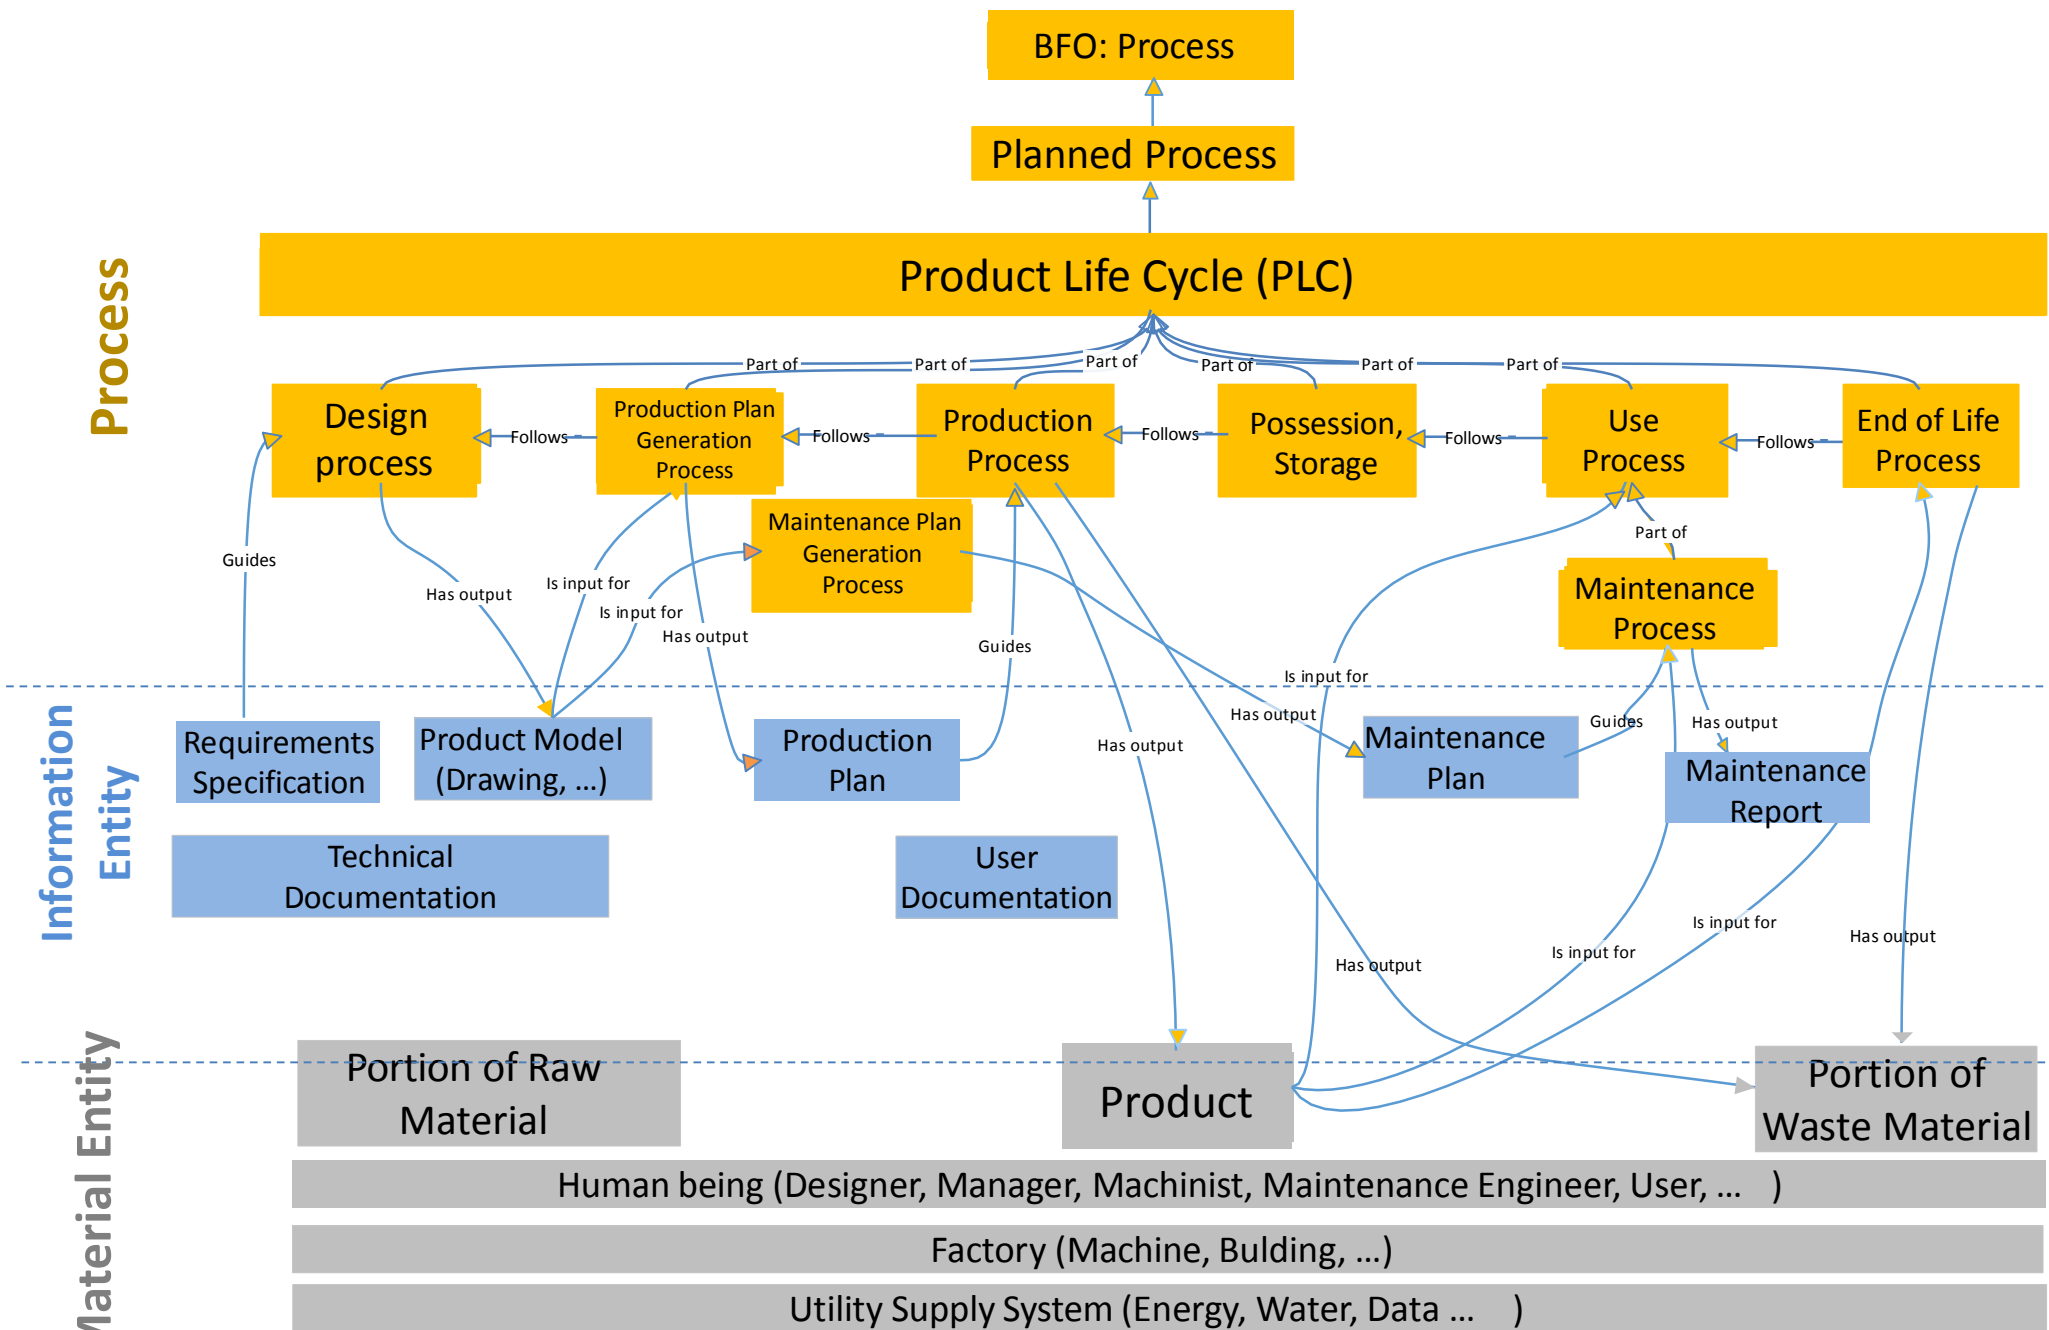 BFO: Process
Planned Process
Product Life Cycle (PLC)
Process
Part of
Part of
Part of
Part of
Part of
Part of
Design
process
Production Plan
Generation
Process
Production
Process
Possession,
Storage
Use
Process
End of Life
Process
Follows
Follows
Follows
Follows
Follows
Maintenance Plan
Generation
Process
Part of
Maintenance
Process
Guides
Has output
Is input for
Is input for
Has output
Guides
Is input for
Has output
Has output
Guides
Has output
Information
Entity
Requirements
Specification
Product Model
(Drawing, ...)
Production
Plan
Maintenance
Plan
Maintenance
Report
Technical
Documentation
User
Documentation
Is input for
Is input for
Has output
Has output
Material Entity
Portion of Raw
Material
Product
Portion of
Waste Material
Human being (Designer, Manager, Machinist, Maintenance Engineer, User, ... )
Factory (Machine, Bulding, ...)
Utility Supply System (Energy, Water, Data ... )